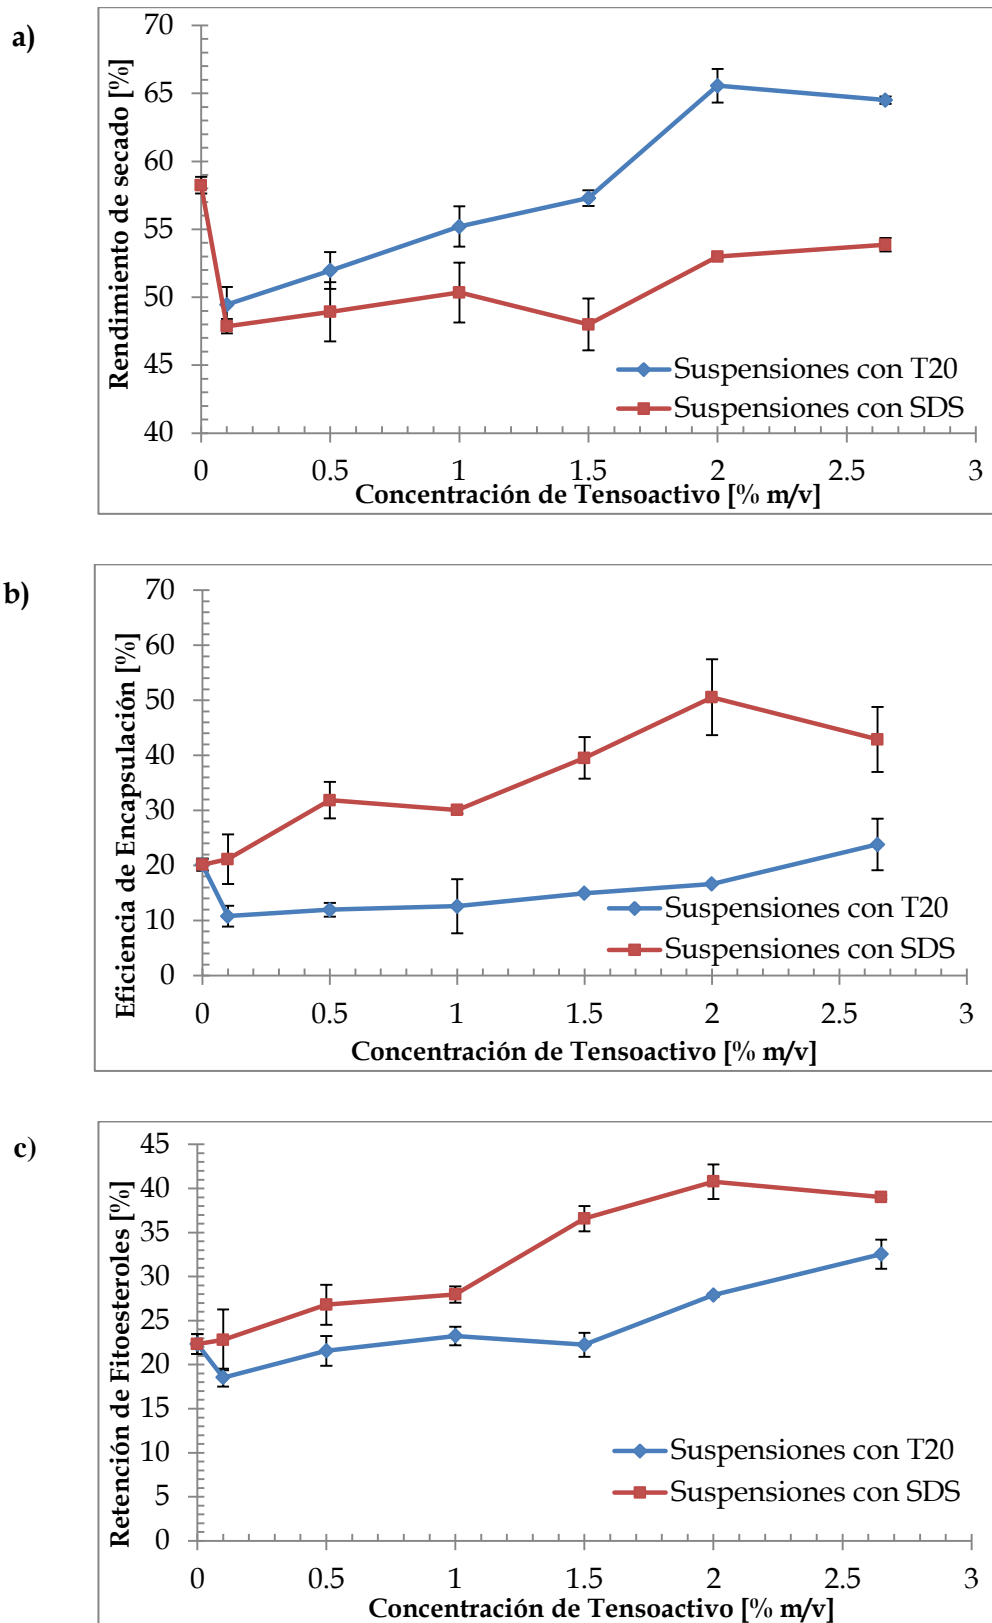 a)
Rendimiento de secado [%]
70
65
60
55
50
45
40
Suspensiones con T20
Suspensiones con SDS
0 0.5 1 1.5 2 2.5 3
Concentración de Tensoactivo [% m/v]
b)
Eficiencia de Encapsulación [%]
70
60
50
40
30
20
10
0
Suspensiones con T20
Suspensiones con SDS
0 0.5 1 1.5 2 2.5 3
Concentración de Tensoactivo [% m/v]
c)
Retención de Fitoesteroles [%]
45
40
35
30
25
20
15
10
5
0
Suspensiones con T20
Suspensiones con SDS
0 0.5 1 1.5 2 2.5 3
Concentración de Tensoactivo [% m/v]